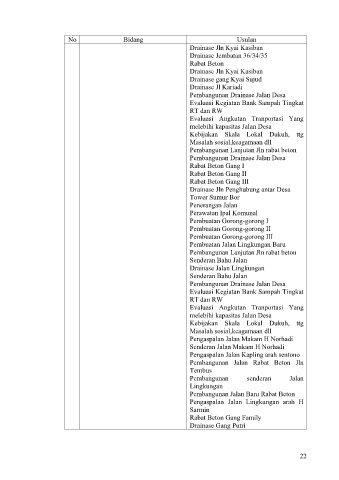 No Bidang Usulan
Drainase Jln Kyai Kasiban
Drainase Jembatan 36/34/35
Rabat Beton
Drainase Jln Kyai Kasiban
Drainase gang Kyai Sujud
Drainase Jl Kariadi
Pembangunan Drainase Jalan Desa
Evaluasi Kegiatan Bank Sampah Tingkat
RT dan RW
Evaluasi Angkutan Tranportasi Yang
melebihi kapasitas Jalan Desa
Kebijakan Skala Lokal Dukuh, ttg
Masalah sosial,keagamaan dll
Pembangunan Lanjutan Jln rabat beton
Pembangunan Drainase Jalan Desa
Rabat Beton Gang I
Rabat Beton Gang II
Rabat Beton Gang III
Drainase Jln Penghubung antar Desa
Tower Sumur Bor
Penerangan Jalan
Perawatan Ipal Komunal
Pembuatan Gorong-gorong I
Pembuatan Gorong-gorong II
Pembuatan Gorong-gorong III
Pembuatan Jalan Lingkungan Baru
Pembangunan Lanjutan Jln rabat beton
Senderan Bahu Jalan
Drainase Jalan Lingkungan
Senderan Bahu Jalan
Pembangunan Drainase Jalan Desa
Evaluasi Kegiatan Bank Sampah Tingkat
RT dan RW
Evaluasi Angkutan Tranportasi Yang
melebihi kapasitas Jalan Desa
Kebijakan Skala Lokal Dukuh, ttg
Masalah sosial,keagamaan dll
Pengaspalan Jalan Makam H Norhadi
Senderan Jalan Makam H Norhadi
Pengaspalan Jalan Kapling arah sentono
Pembangunan Jalan Rabat Beton Jln
Tembus
Pembangunan senderan Jalan
Lingkungan
Pembangunan Jalan Baru Rabat Beton
Pengaspalan Jalan Lingkungan arah H
Sarmin
Rabat Beton Gang Family
Drainase Gang Putri
22